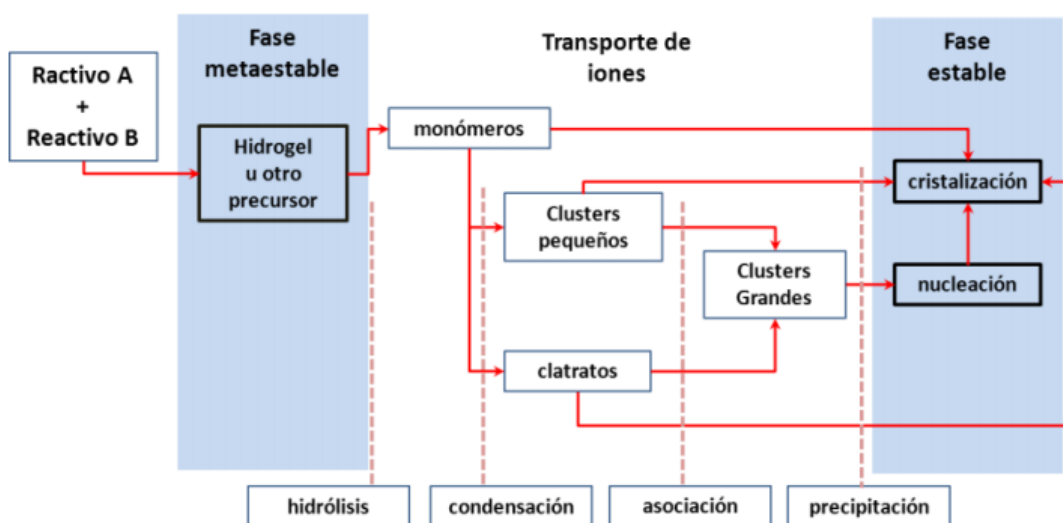 Ractivo A
+
Reactivo B
Fase
metaestable
Hidrogel
u otro
precursor
Transporte de
iones
monómeros
Clusters
pequeños
Clusters
Grandes
clatratos
Fase
estable
cristalización
nucleación
hidrólisis
condensación
asociación
precipitación